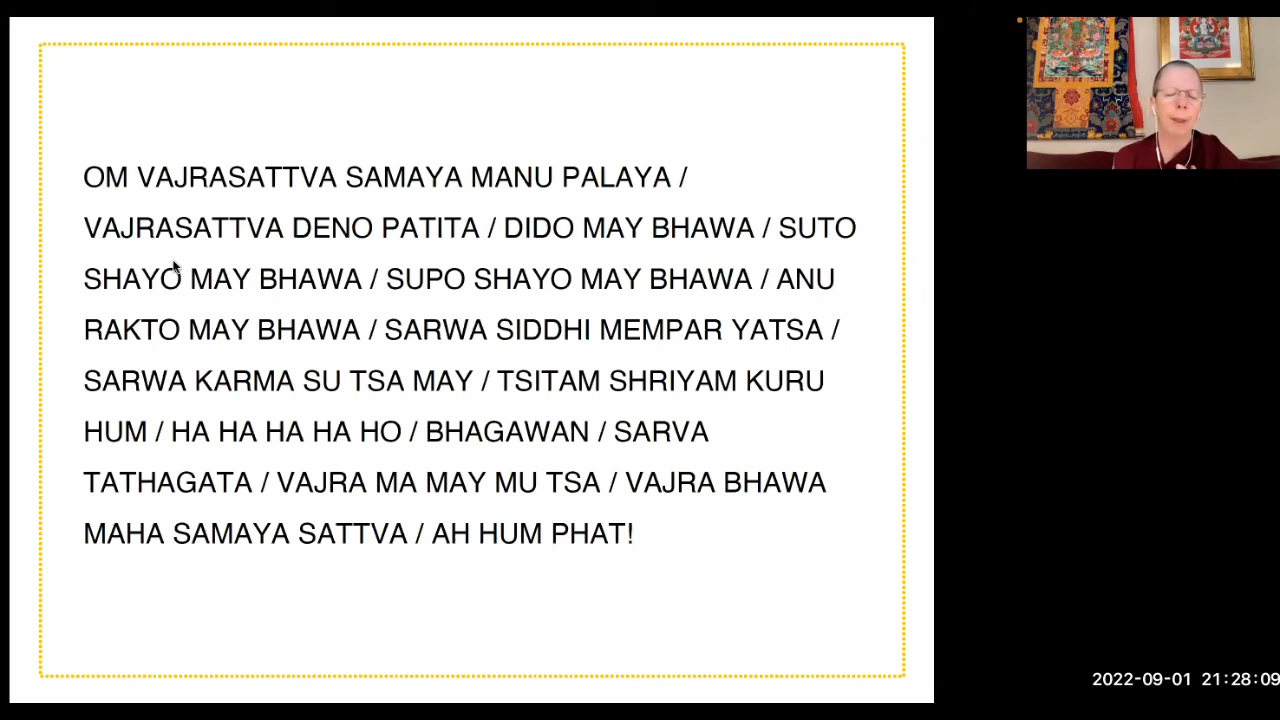 OM VAJRASATTVA SAMAYA MANU PALAYA /
VAJRASATTVA DENO PATITA / DIDO MAY BHAWA / SUTO
SHAYO MAY BHAWA / SUPO SHAYO MAY BHAWA / ANU
RAKTO MAY BHAWA / SARWA SIDDHI MEMPAR YATSA /
SARWA KARMA SU TSA MAY / TSITAM SHRIYAM KURU
HUM / HA HA HA HA HO / BHAGAWAN / SARVA
TATHAGATA / VAJRA MA MAY MU TSA / VAJRA BHAWA
MAHA SAMAYA SATTVA / AH HUM PHAT!
2022-09-01 21:28:09